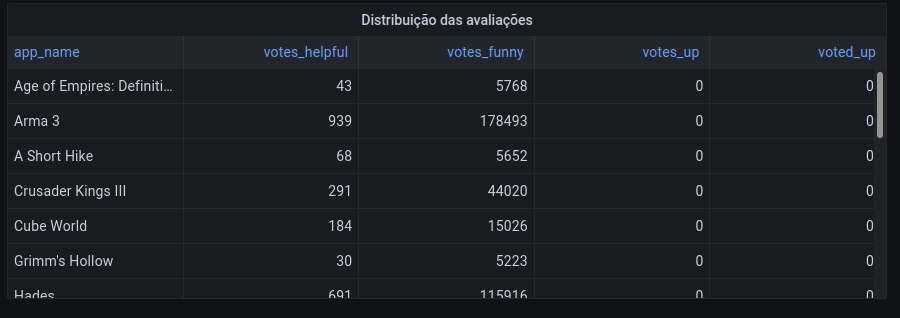 Distribuição das avaliações
app_name votes_helpful votes_funny votes_up voted_up
Age of Empires: Definiti... 43 5768 0 0
Arma 3 939 178493 0 0
A Short Hike 68 5652 0 0
Crusader Kings III 291 44020 0 0
Cube World 184 15026 0 0
Grimm's Hollow 30 5223 0 0
Hades 691 115916 0 0